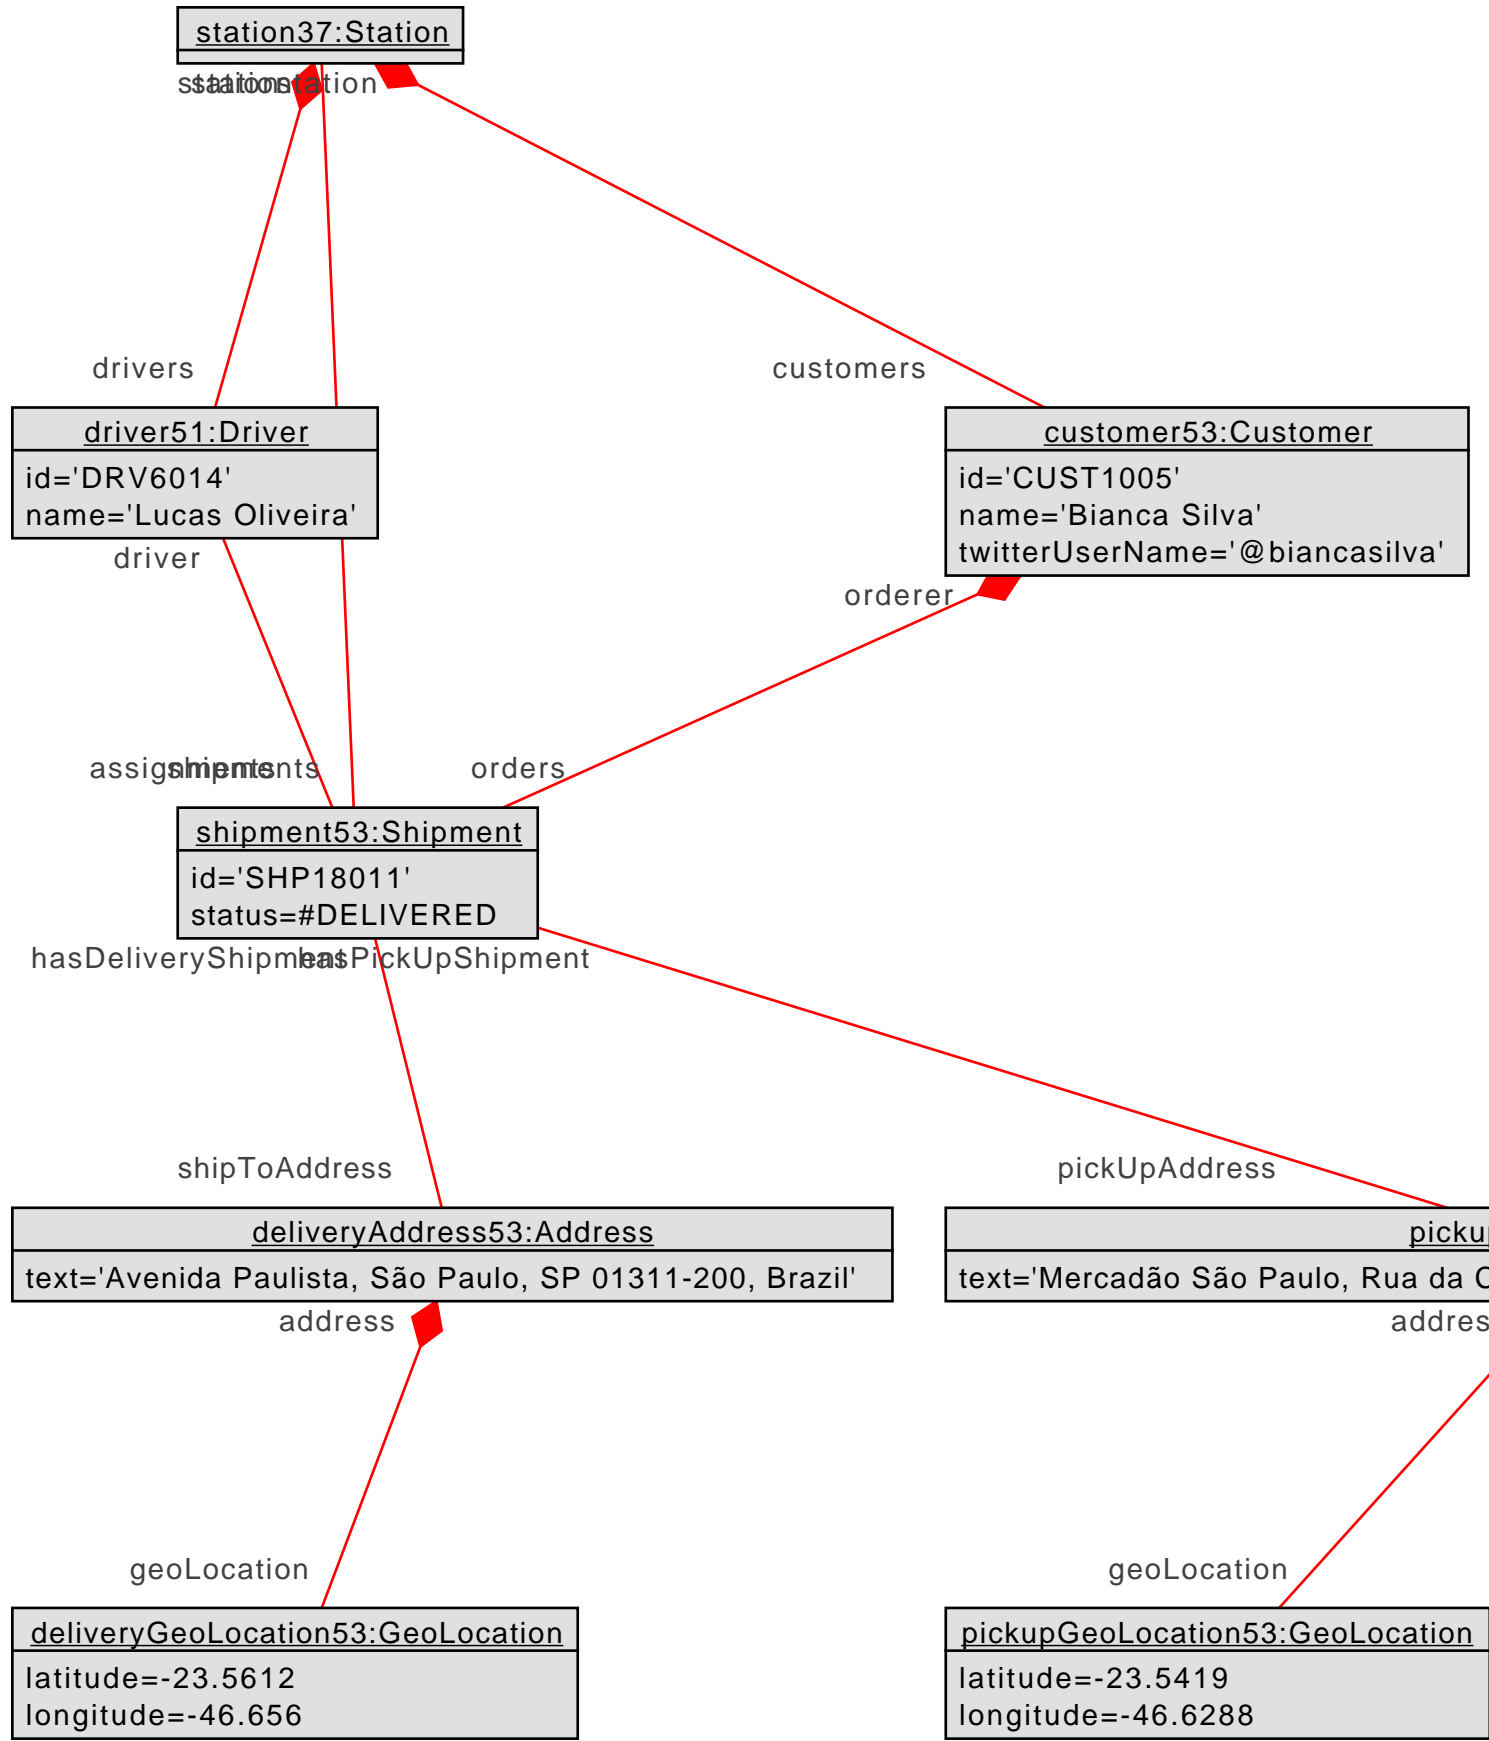 station37:Station
station
station
station
drivers
customers
driver51:Driver
id='DRV6014'
name='Lucas Oliveira'
customer53:Customer
id='CUST1005'
name='Bianca Silva'
twitterUserName='@biancasilva'
driver
orderer
assignments
shipments
orders
shipment53:Shipment
id='SHP18011'
status=#DELIVERED
hasDeliveryShipment
hasPickUpShipment
shipToAddress
pickUpAddress
deliveryAddress53:Address
text='Avenida Paulista, São Paulo, SP 01311-200, Brazil'
text='Mercadão São Paulo, Rua da
address
geoLocation
geoLocation
deliveryGeoLocation53:GeoLocation
latitude=-23.5612
longitude=-46.656
pickupGeoLocation53:GeoLocation
latitude=-23.5419
longitude=-46.6288